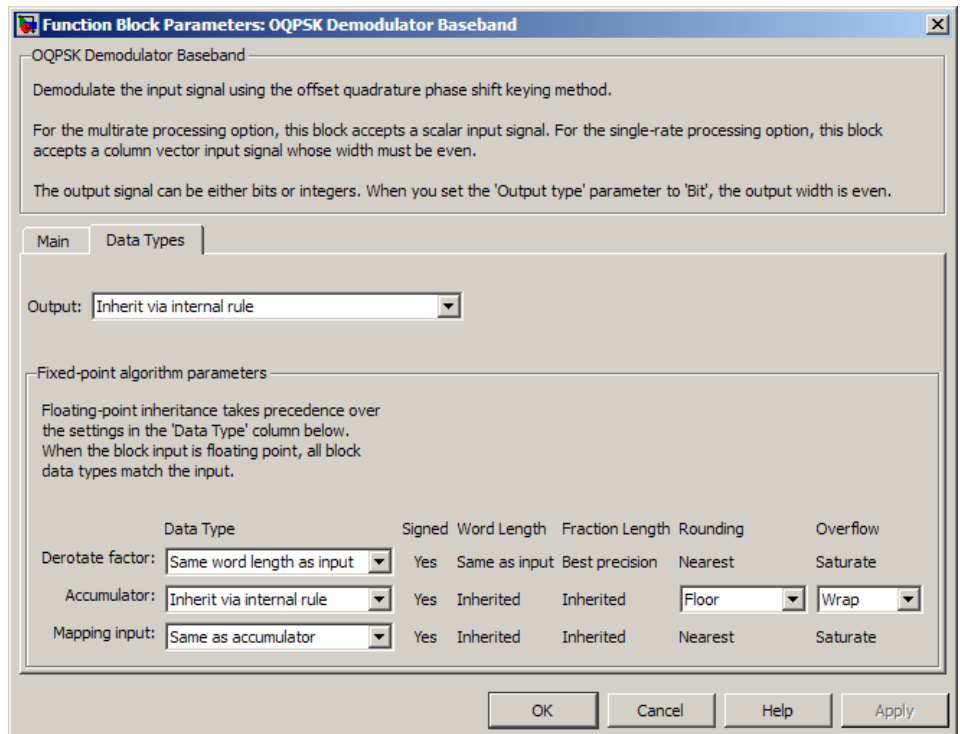 Function Block Parameters: OQPSK Demodulator Baseband
OQPSK Demodulator Baseband
Demodulate the input signal using the offset quadrature phase shift keying method.
For the multirate processing option, this block accepts a scalar input signal. For the single-rate processing option, this block
accepts a column vector input signal whose width must be even.
The output signal can be either bits or integers. When you set the 'Output type' parameter to 'Bit', the output width is even.
Main Data Types
Output: Inherit via internal rule
Fixed-point algorithm parameters
Floating-point inheritance takes precedence over
the settings in the 'Data Type' column below.
When the block input is floating point, all block
data types match the input.
Data Type Signed Word Length Fraction Length Rounding Overflow
Derotate factor: Same word length as input Yes Same as input Best precision Nearest Saturate
Accumulator: Inherit via internal rule Yes Inherited Inherited Floor Wrap
Mapping input: Same as accumulator Yes Inherited Inherited Nearest Saturate
OK Cancel Help Apply